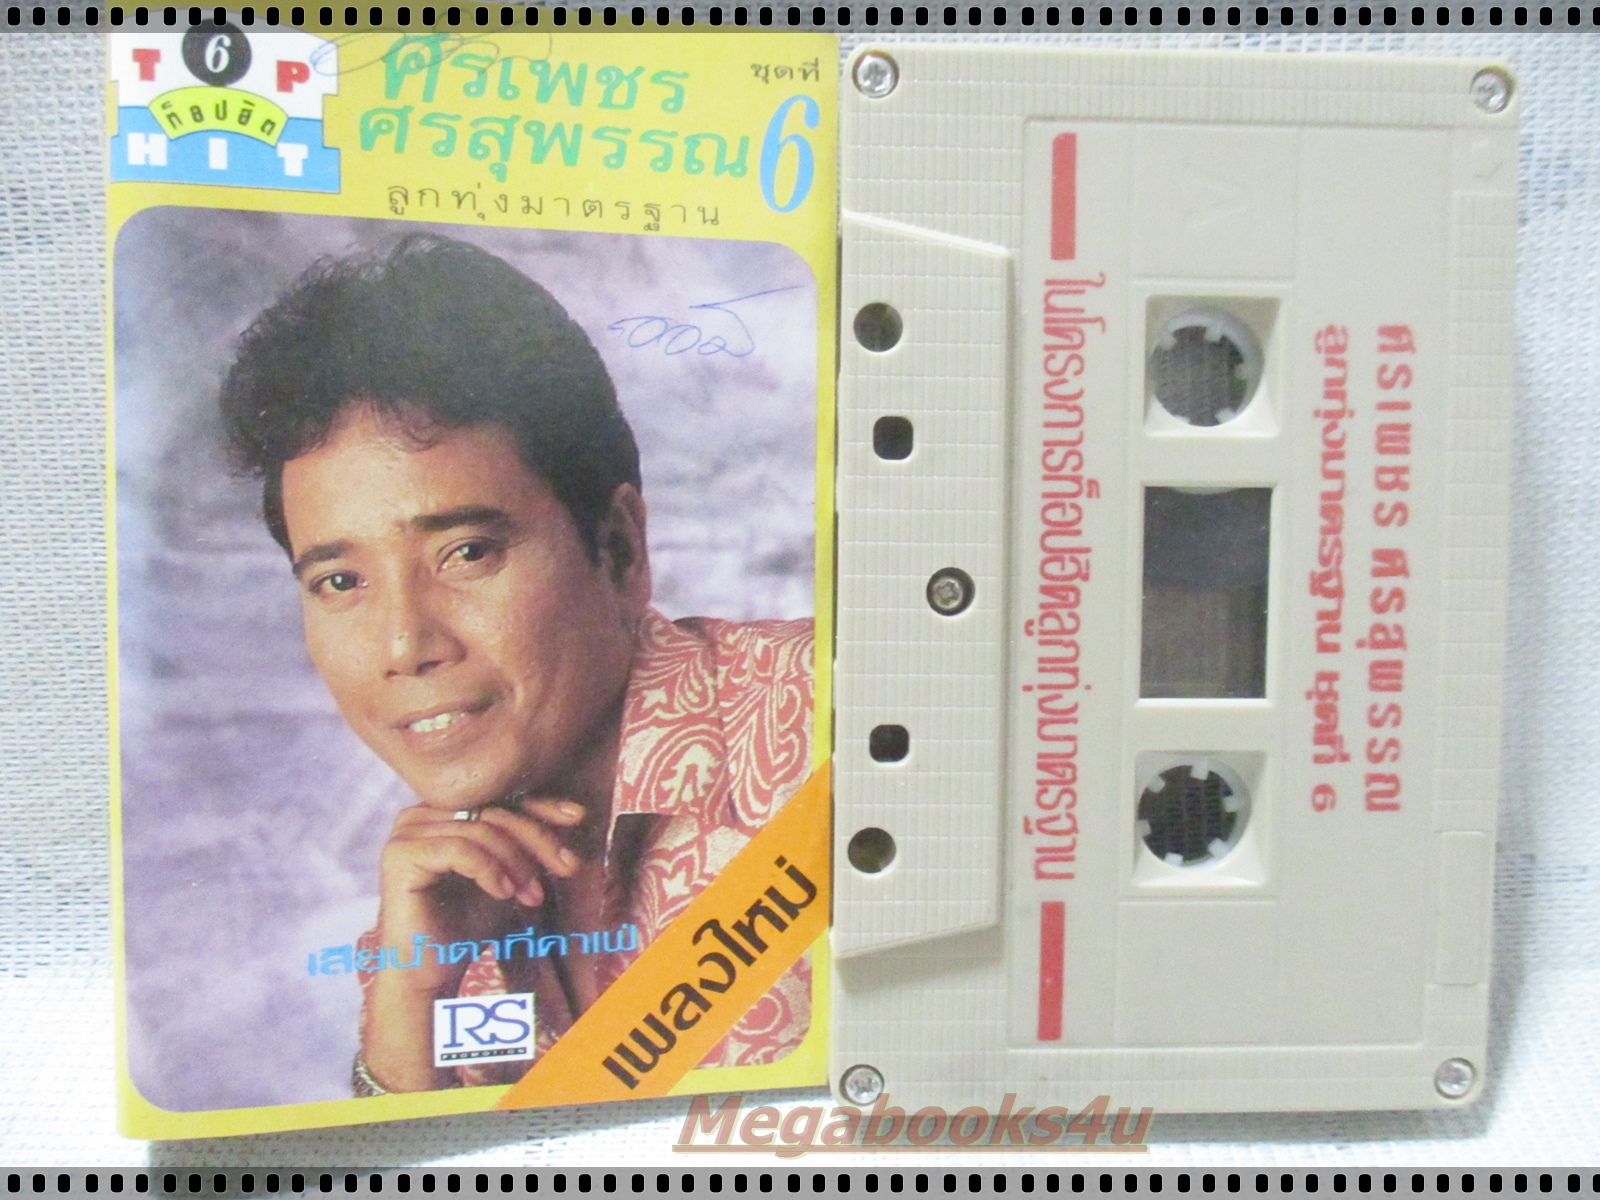 TOP
6
ท็อปฮิต
HIT
ศรเพชร
ศรสุพรรณ
ชุดที่
6
ลูกทุ่งมาตรฐาน
เสียน้ำตาที่คาเฟ่
RS
PROMOTION
เพลงใหม่
ในโครงการท็อปฮิตลูกทุ่งมาตรฐาน
ศรเพชร ศรสุพรรณ
ลูกทุ่งมาตรฐาน ชุดที่ 6
Megabooks4u